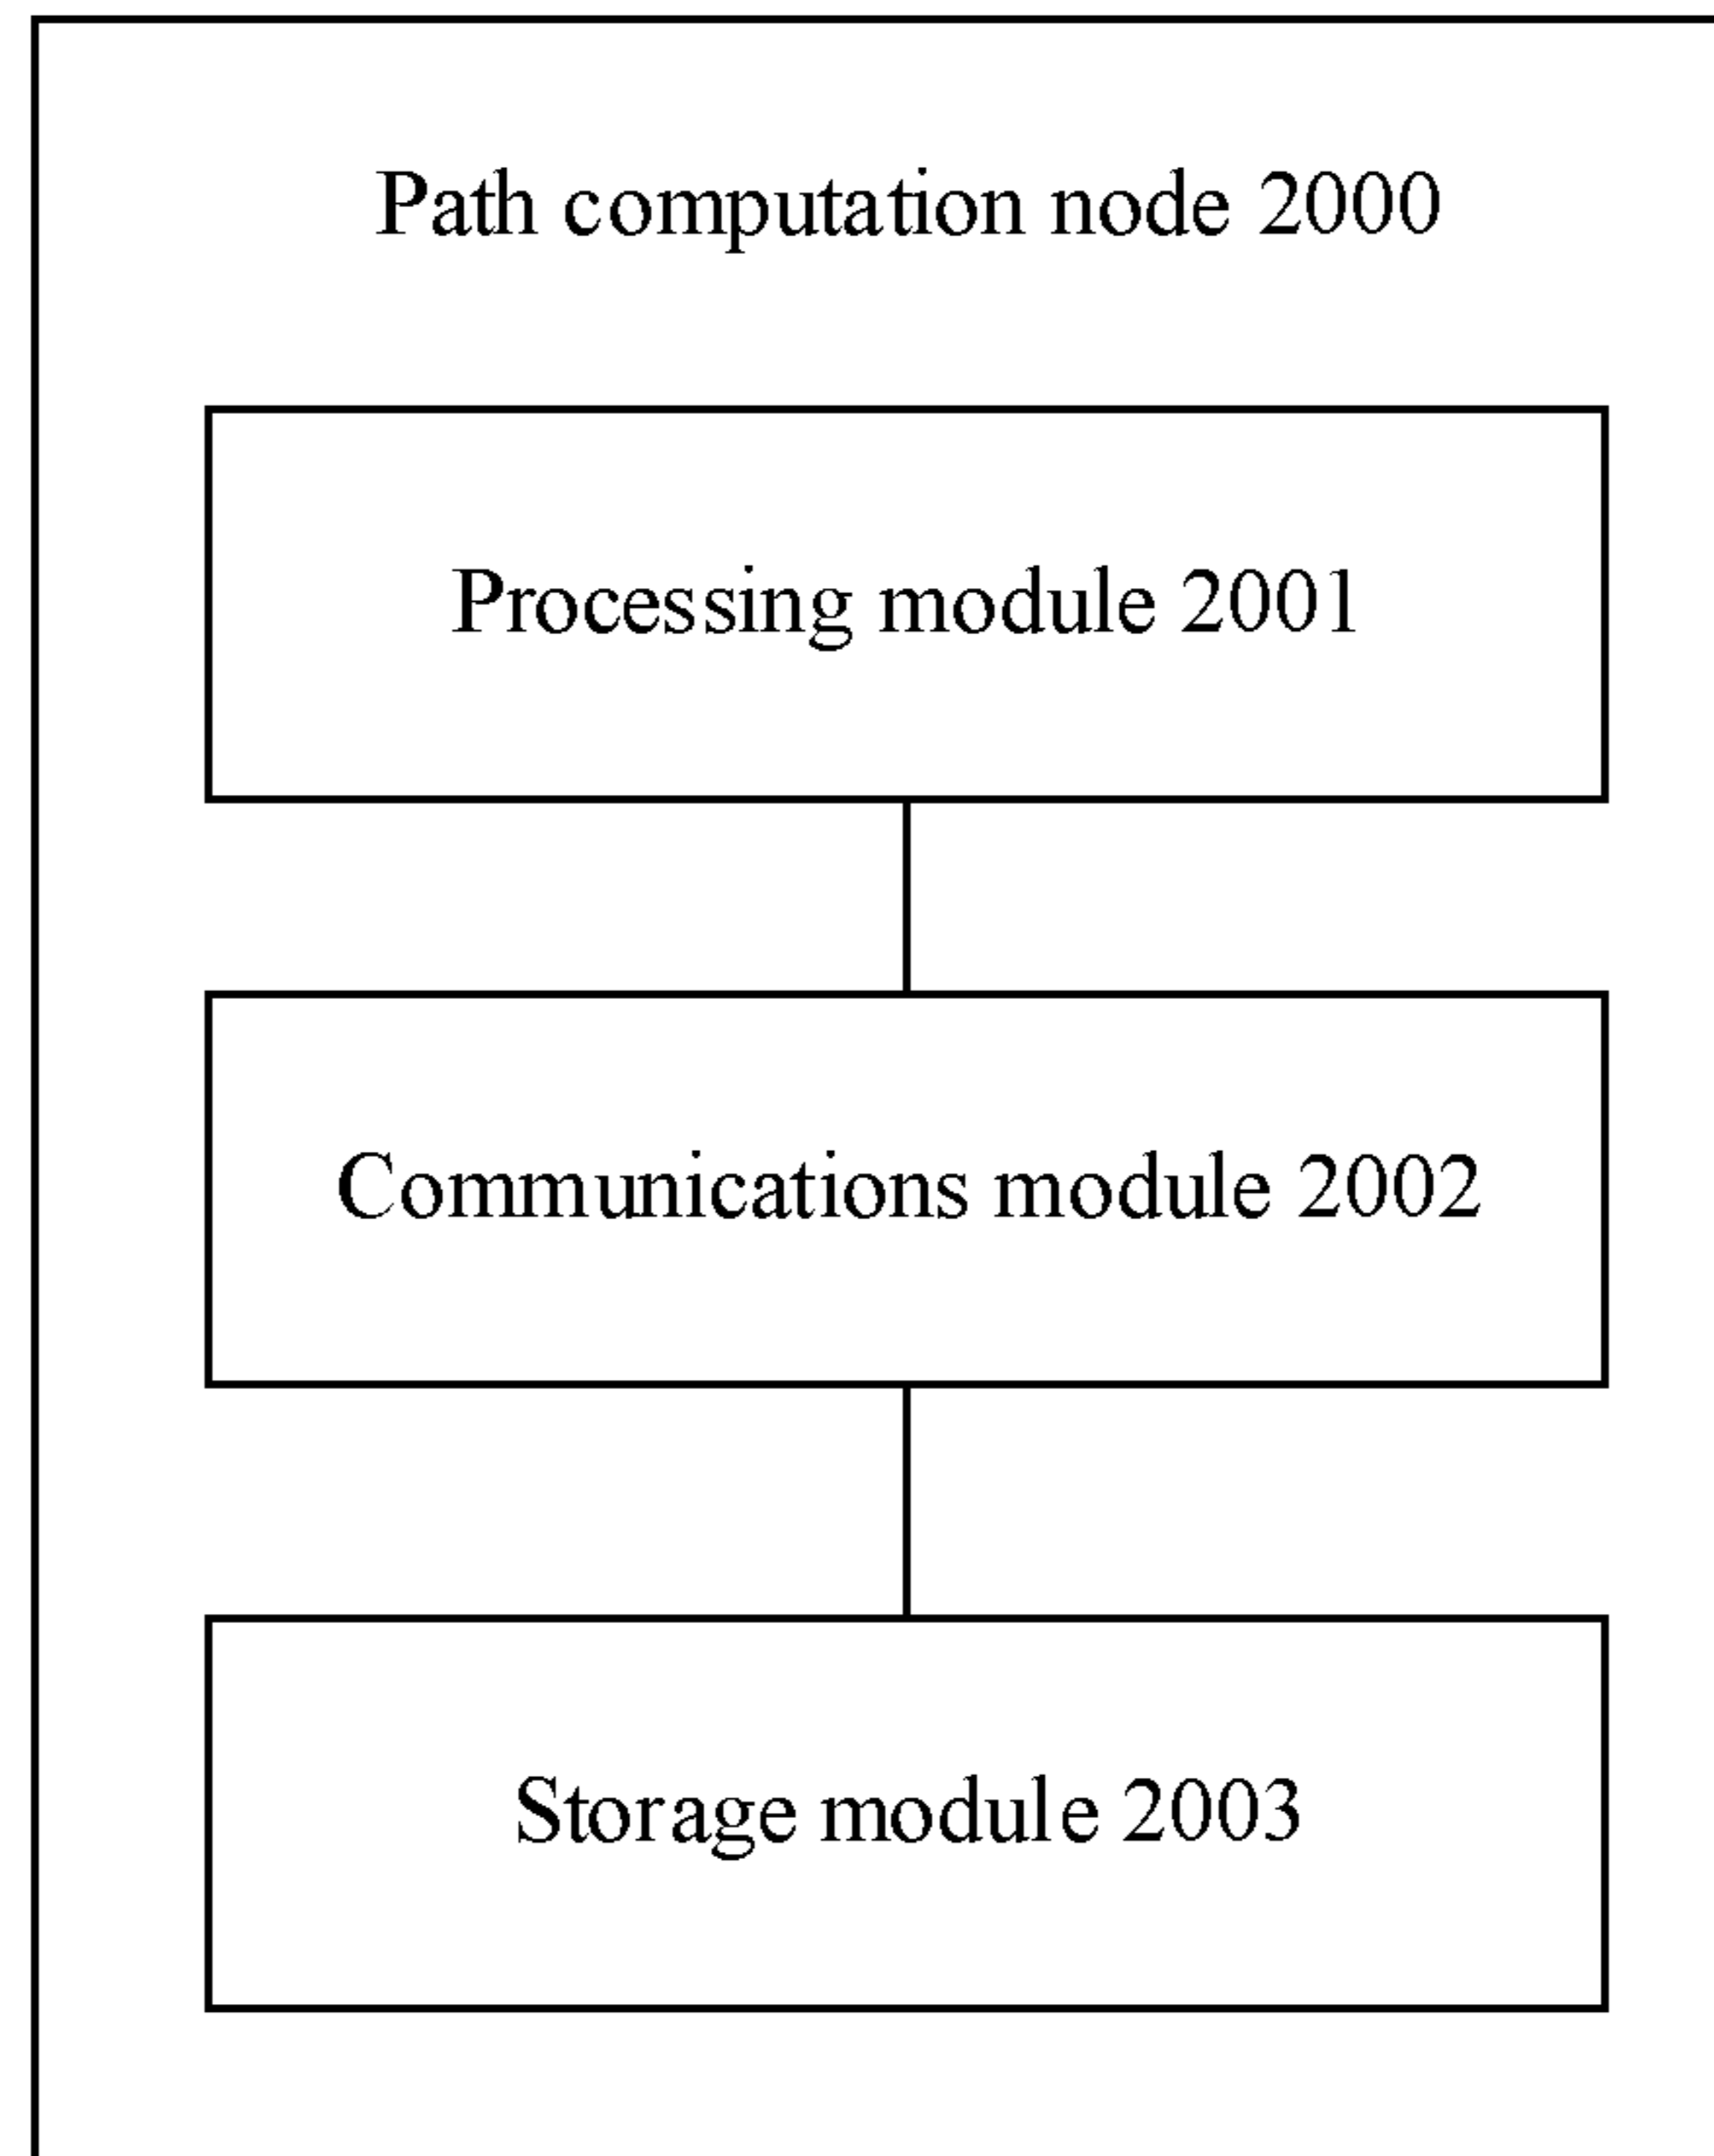 Path computation node 2000
Processing module 2001
Communications module 2002
Storage module 2003